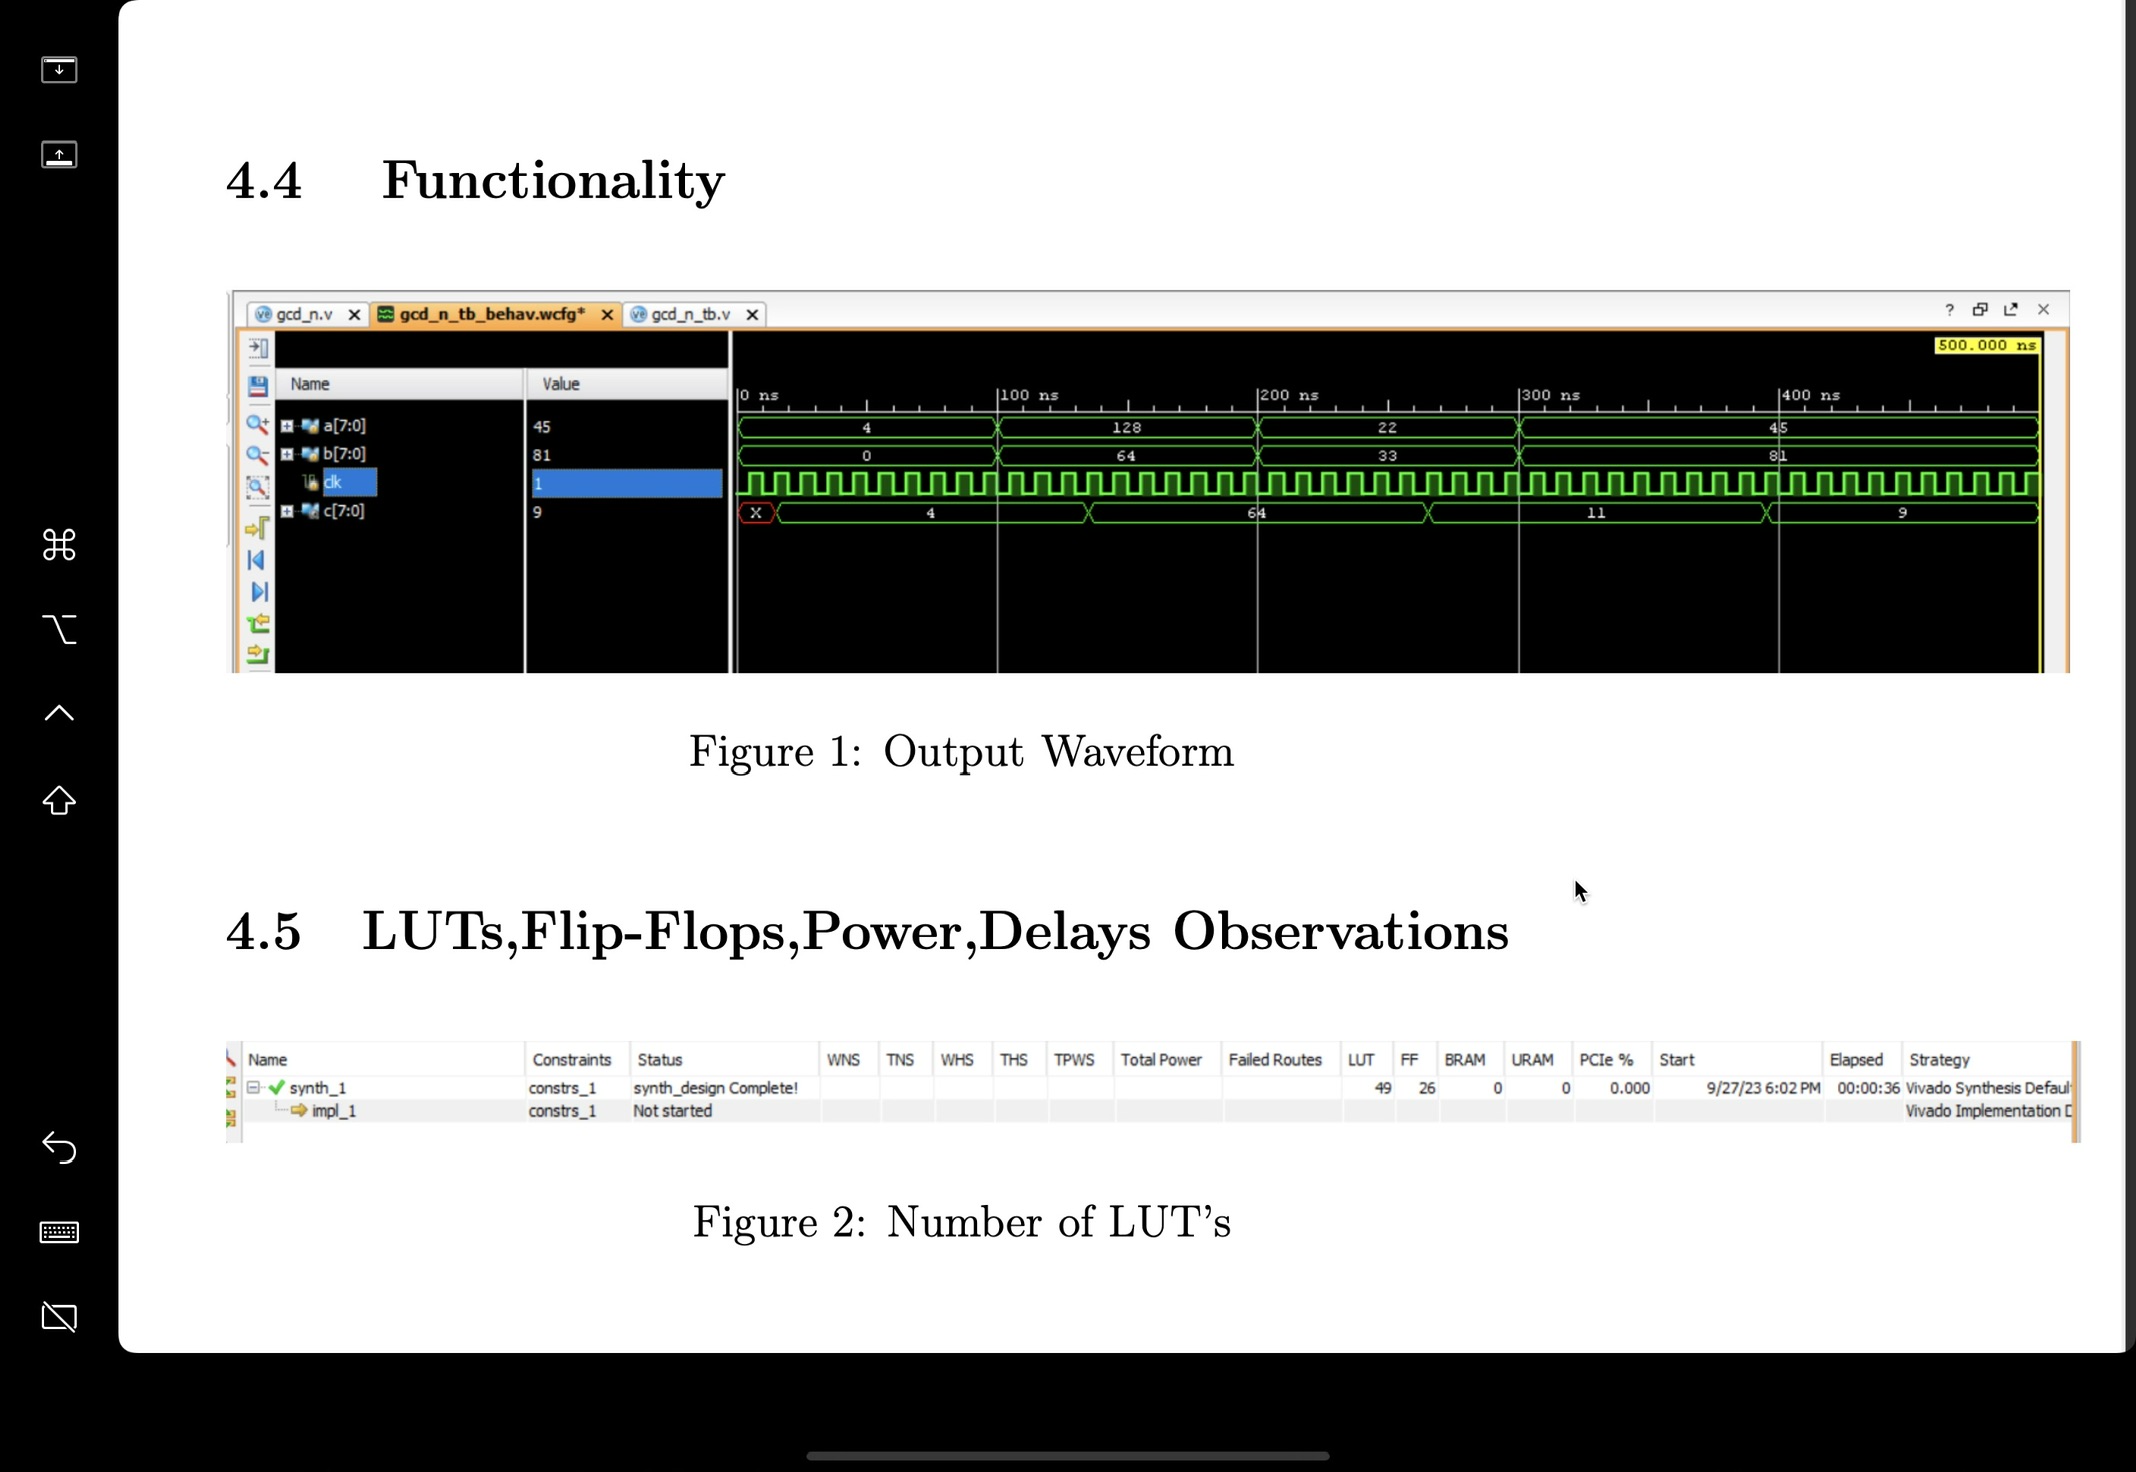 4.4 Functionality
gcd_n.v gcd_n_tb_behav.wcfg* gcd_n_tb.v ?
500.000 ns
Name Value
0 ns 100 ns 200 ns 300 ns 400 ns
a[7:0] 45 4 128 22 45
b[7:0] 81 0 64 33 81
clk 1
c[7:0] 9 X 4 64 11 9
Figure 1: Output Waveform
4.5 LUTs,Flip-Flops,Power,Delays Observations
Name Constraints Status WNS TNS WHS THS TPWS Total Power Failed Routes LUT FF BRAM URAM PCIe % Start Elapsed Strategy
synth_1 constrs_1 synth_design Complete! 49 26 0 0 0.000 9/27/23 6:02 PM 00:00:36 Vivado Synthesis Defaul
impl_1 constrs_1 Not started Vivado Implementation D
Figure 2: Number of LUT's